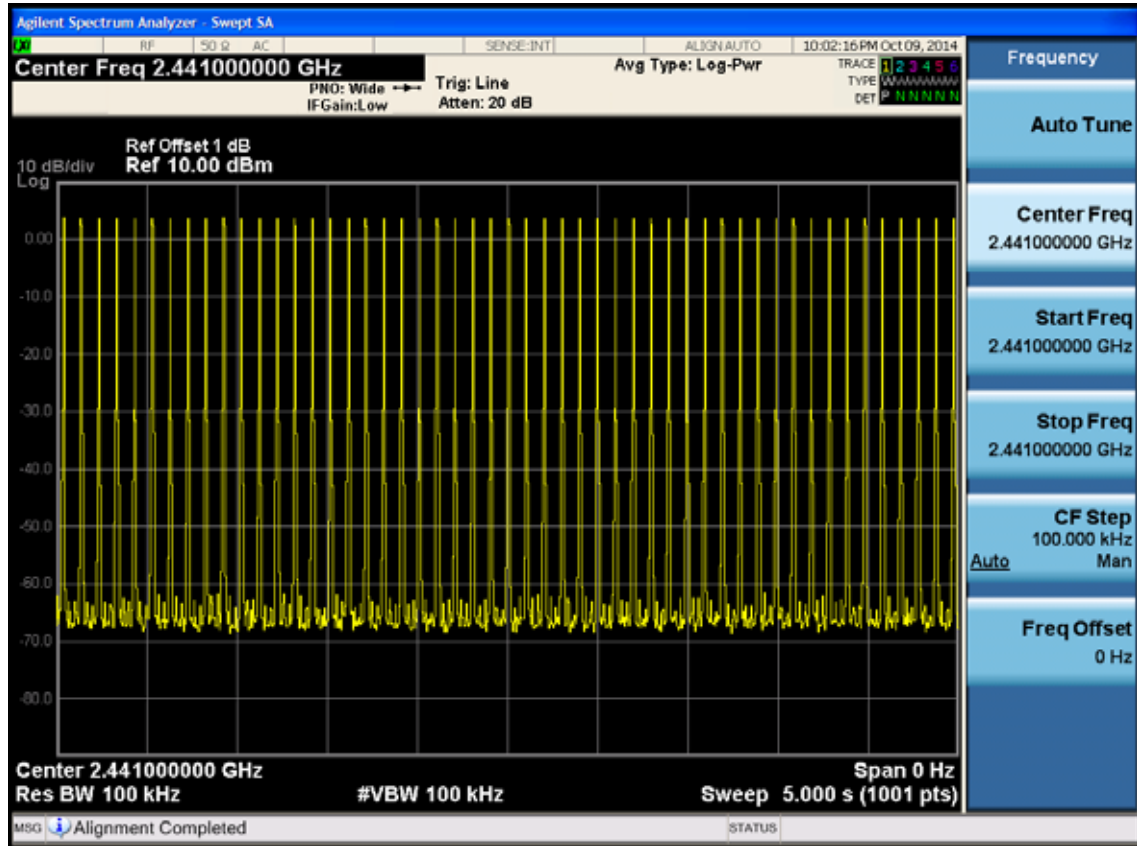 Agilent Spectrum Analyzer - Swept SA
RF 50 Ω AC SENSE:INT ALIGN AUTO 10:02:16 PM Oct 09, 2014
Center Freq 2.441000000 GHz
PNO: Wide
IFGain:Low
Trig: Line
Atten: 20 dB
Avg Type: Log-Pwr
TRACE 1 2 3 4 5 6
TYPE
DET P N N N N N
Ref Offset 1 dB
10 dB/div Ref 10.00 dBm
Log
0.00
-10.0
-20.0
-30.0
-40.0
-50.0
-60.0
-70.0
-80.0
Center 2.441000000 GHz Span 0 Hz
Res BW 100 kHz #VBW 100 kHz Sweep 5.000 s (1001 pts)
MSG Alignment Completed STATUS
Frequency
Auto Tune
Center Freq
2.441000000 GHz
Start Freq
2.441000000 GHz
Stop Freq
2.441000000 GHz
CF Step
100.000 kHz
Auto Man
Freq Offset
0 Hz